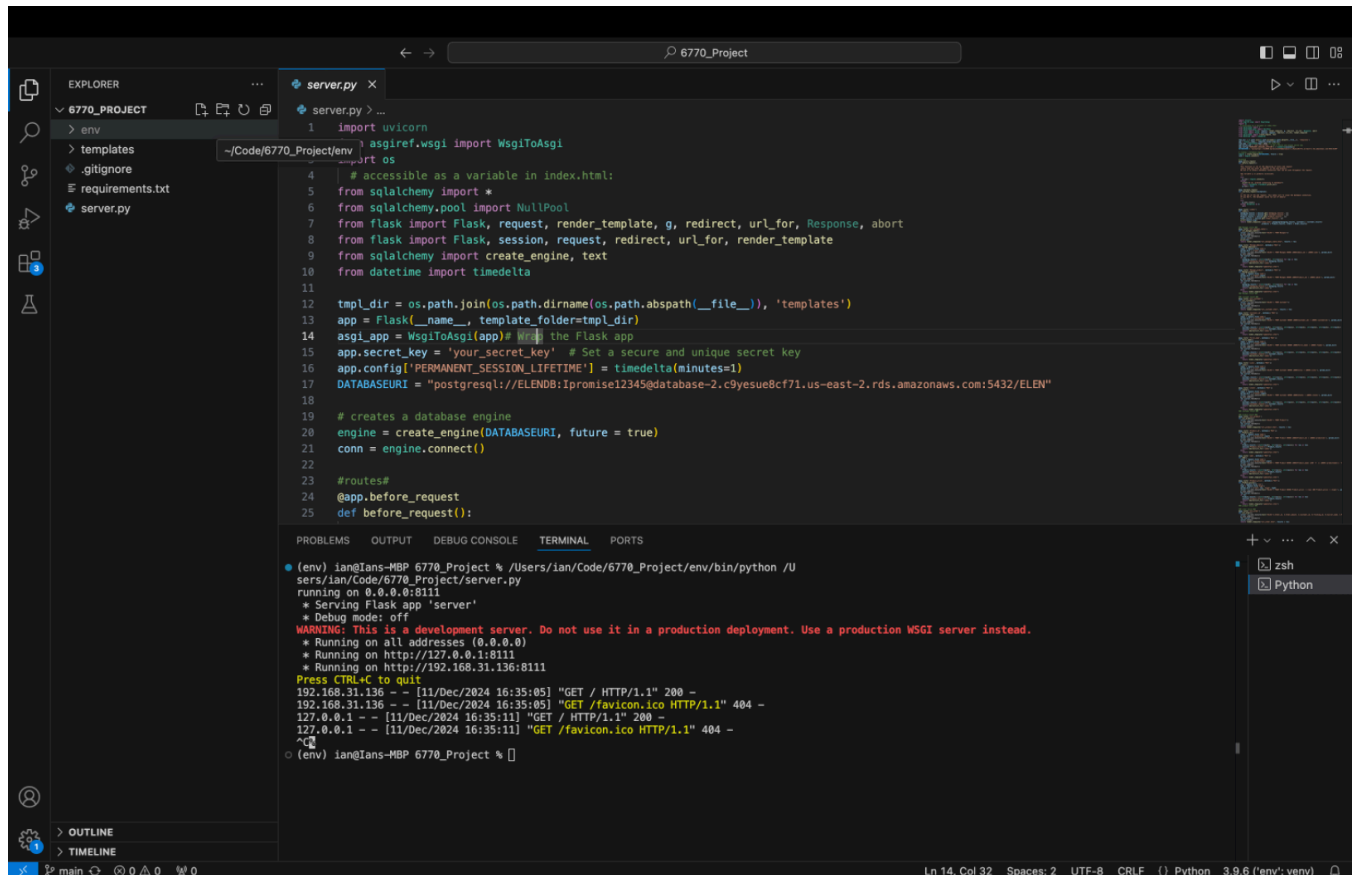 6770_Project
EXPLORER
6770_PROJECT
env
templates
.gitignore
requirements.txt
server.py
~/Code/6770_Project/env
OUTLINE
TIMELINE
server.py
server.py > ...
1 import uvicorn
asgiref.wsgi import WsgiToAsgi
import os
4 # accessible as a variable in index.html:
5 from sqlalchemy import *
6 from sqlalchemy.pool import NullPool
7 from flask import Flask, request, render_template, g, redirect, url_for, Response, abort
8 from flask import Flask, session, request, redirect, url_for, render_template
9 from sqlalchemy import create_engine, text
10 from datetime import timedelta
11
12 tmpl_dir = os.path.join(os.path.dirname(os.path.abspath(__file__)), 'templates')
13 app = Flask(__name__, template_folder=tmpl_dir)
14 asgi_app = WsgiToAsgi(app)# Wrap the Flask app
15 app.secret_key = 'your_secret_key' # Set a secure and unique secret key
16 app.config['PERMANENT_SESSION_LIFETIME'] = timedelta(minutes=1)
17 DATABASEURI = "postgresql://ELENDB:Ipromise12345@database-2.c9yesue8cf71.us-east-2.rds.amazonaws.com:5432/ELEN"
18
19 # creates a database engine
20 engine = create_engine(DATABASEURI, future = true)
21 conn = engine.connect()
22
23 #routes#
24 @app.before_request
25 def before_request():
PROBLEMS OUTPUT DEBUG CONSOLE TERMINAL PORTS
(env) ian@Ians-MBP 6770_Project % /Users/ian/Code/6770_Project/env/bin/python /U
sers/ian/Code/6770_Project/server.py
running on 0.0.0.0:8111
* Serving Flask app 'server'
* Debug mode: off
WARNING: This is a development server. Do not use it in a production deployment. Use a production WSGI server instead.
* Running on all addresses (0.0.0.0)
* Running on http://127.0.0.1:8111
* Running on http://192.168.31.136:8111
Press CTRL+C to quit
192.168.31.136 - - [11/Dec/2024 16:35:05] "GET / HTTP/1.1" 200 -
192.168.31.136 - - [11/Dec/2024 16:35:05] "GET /favicon.ico HTTP/1.1" 404 -
127.0.0.1 - - [11/Dec/2024 16:35:11] "GET / HTTP/1.1" 200 -
127.0.0.1 - - [11/Dec/2024 16:35:11] "GET /favicon.ico HTTP/1.1" 404 -
^C%
(env) ian@Ians-MBP 6770_Project %
zsh
Python
3
1
main 0 0 0 Ln 14, Col 32 Spaces: 2 UTF-8 CRLF {} Python 3.9.6 ('env': venv)